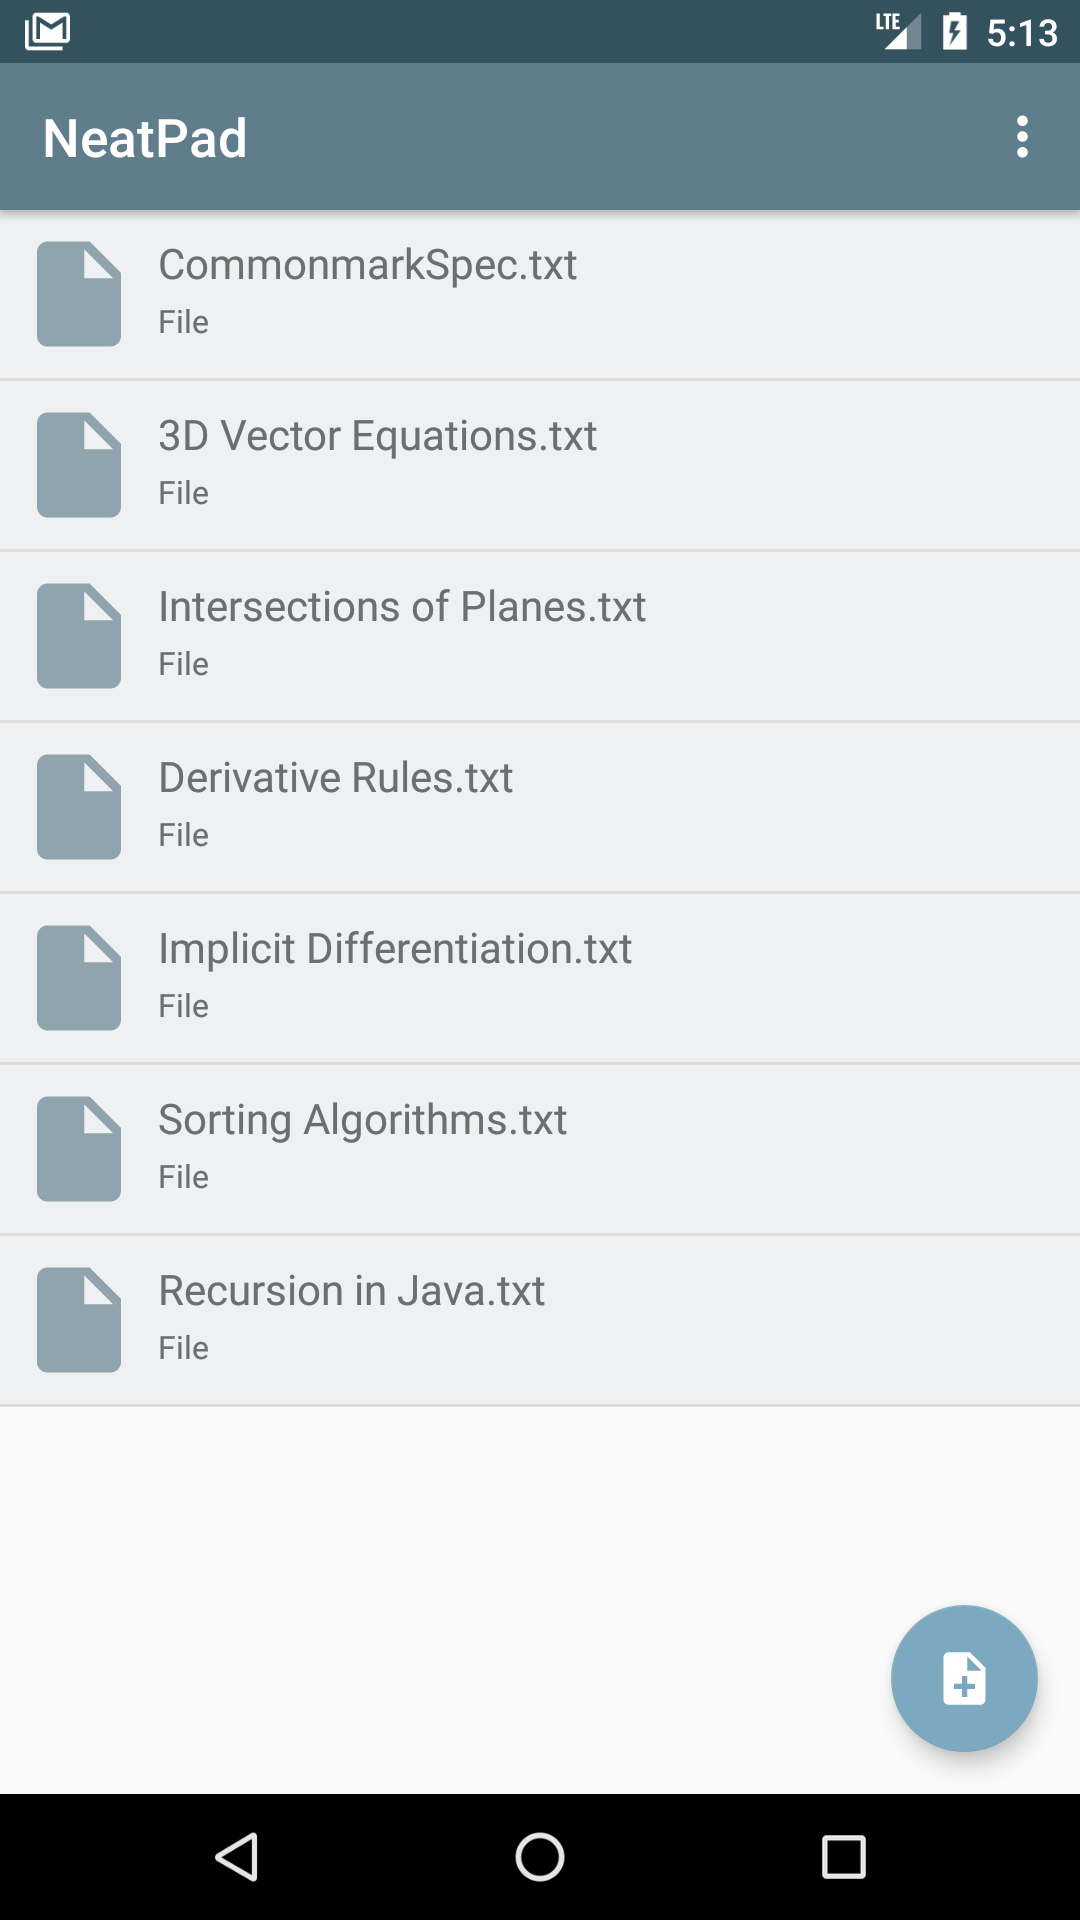 LTE 5:13
NeatPad
CommonmarkSpec.txt
File
3D Vector Equations.txt
File
Intersections of Planes.txt
File
Derivative Rules.txt
File
Implicit Differentiation.txt
File
Sorting Algorithms.txt
File
Recursion in Java.txt
File